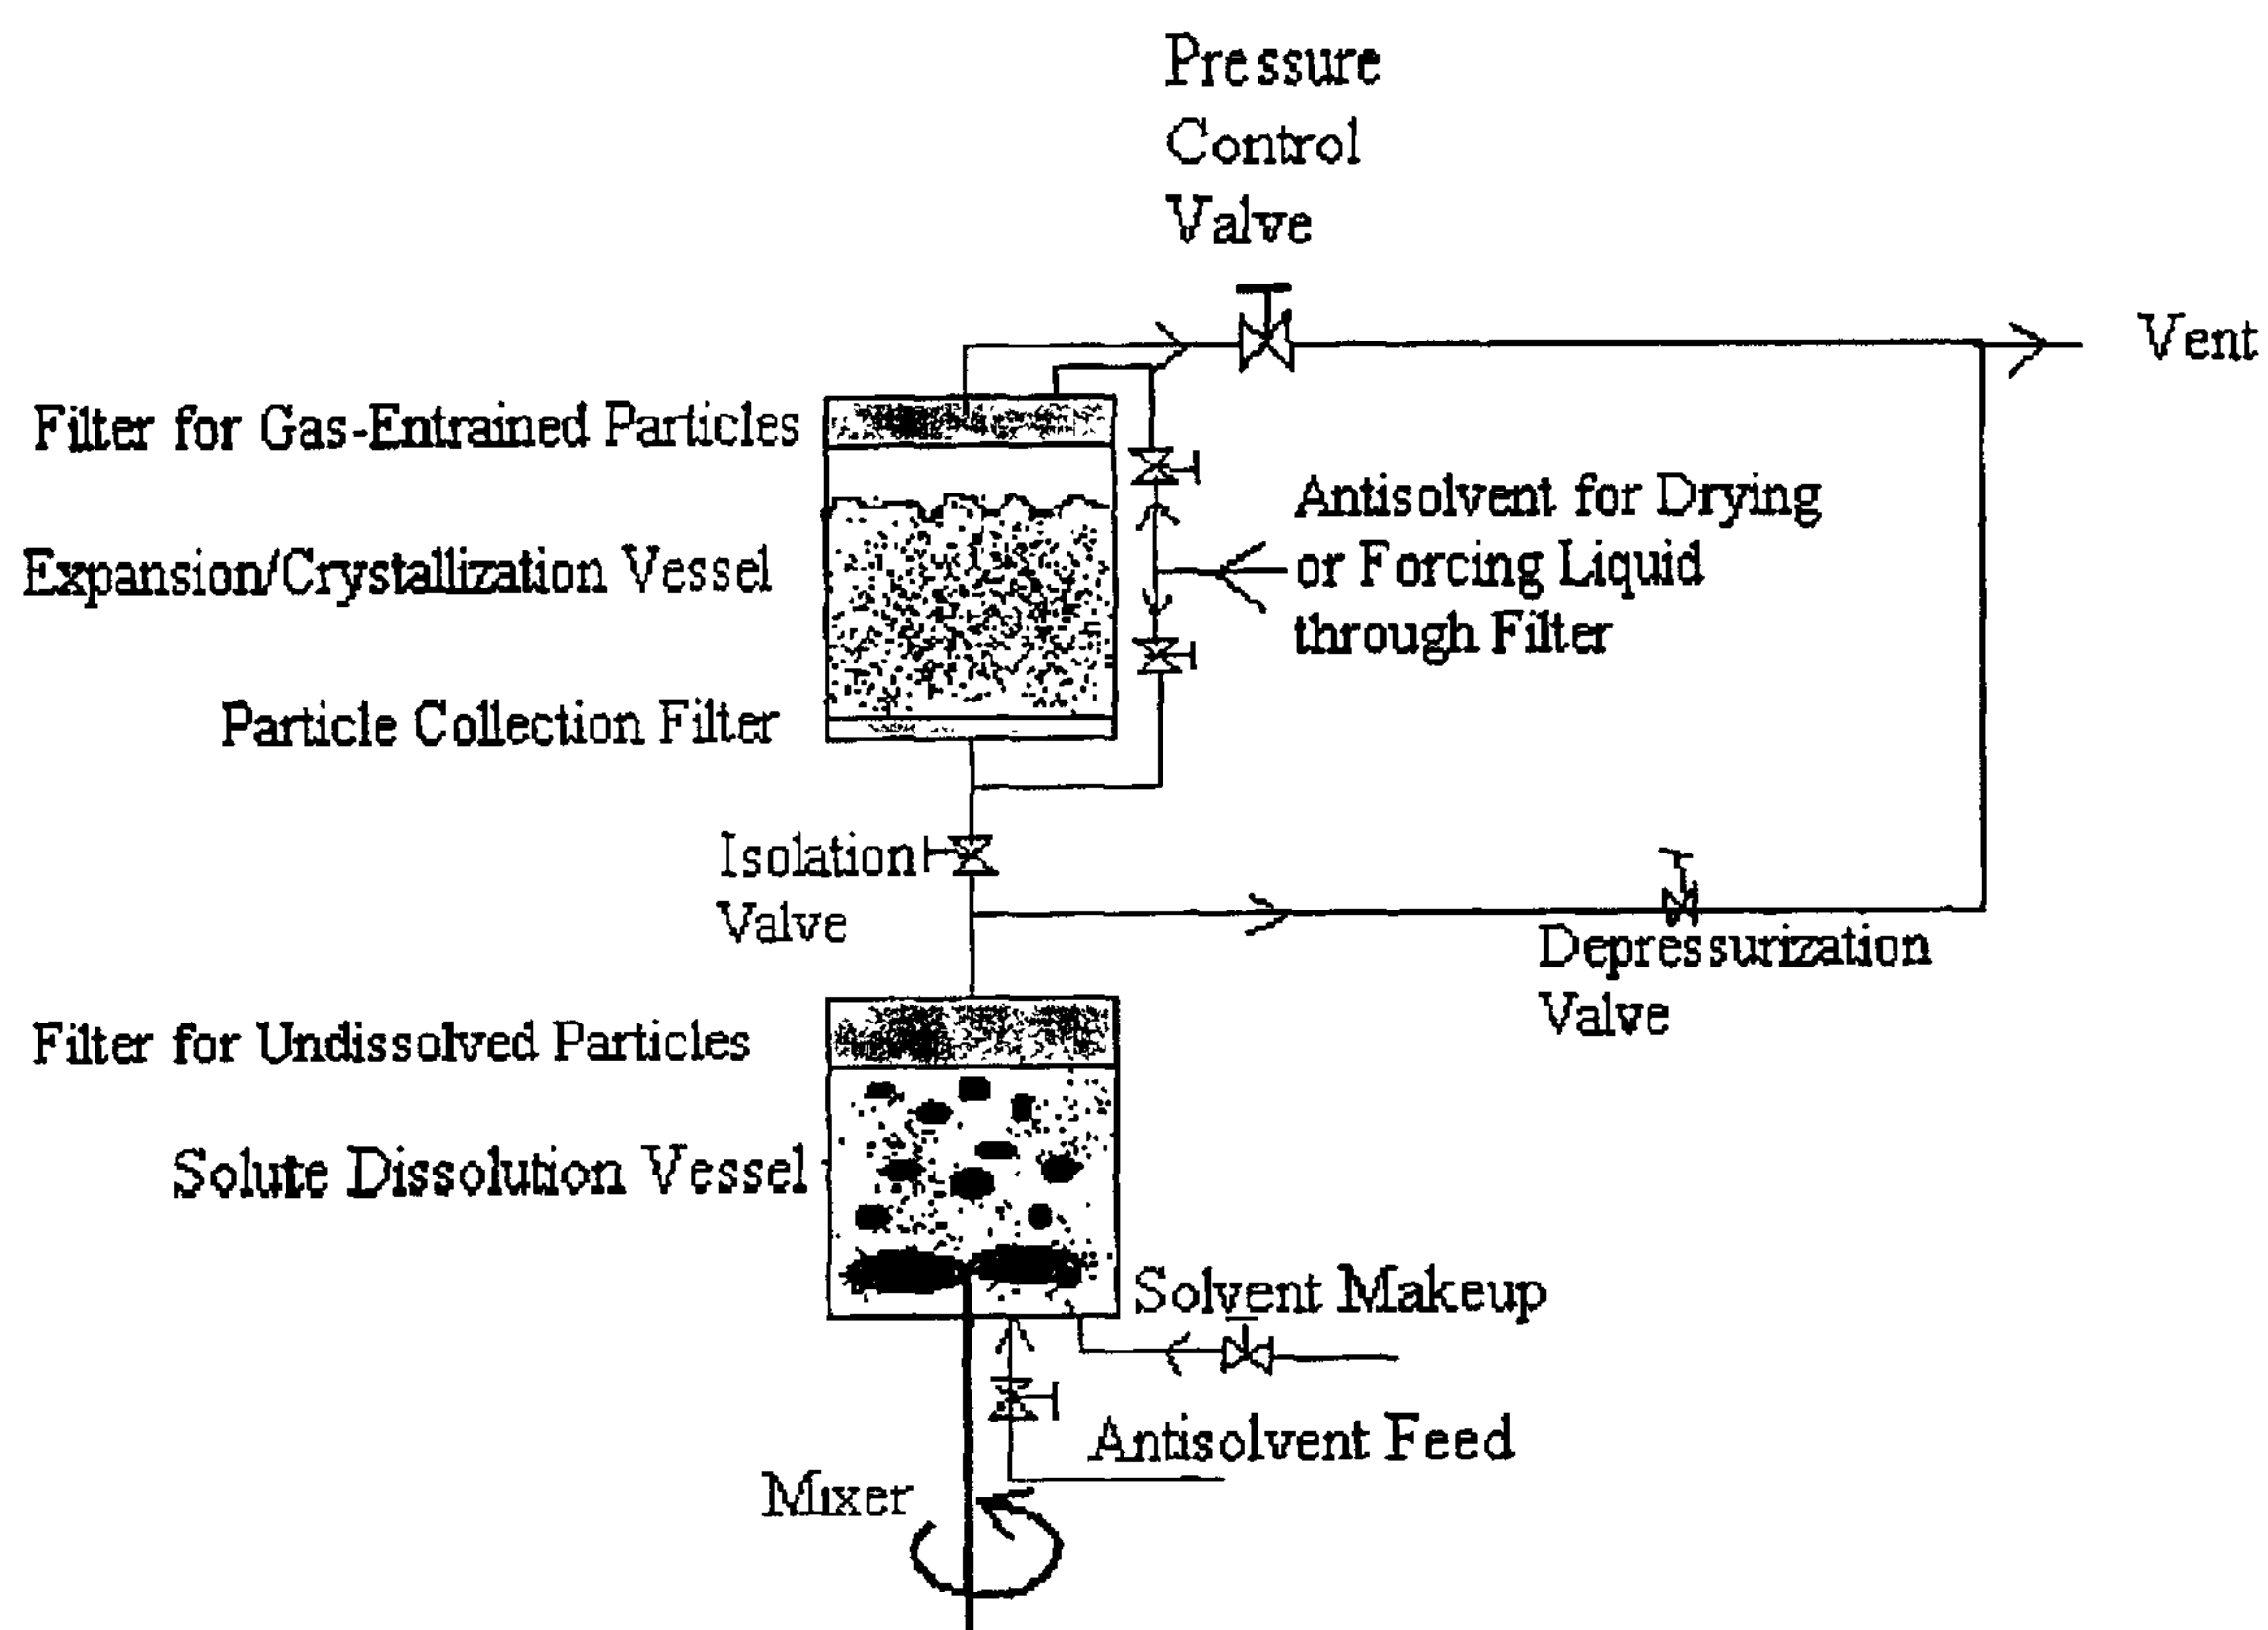 Pressure
Control
Valve
Vent
Filter for Gas-Entrained Particles
Antisolvent for Drying
or Forcing Liquid
through Filter
Expansion/Crystallization Vessel
Particle Collection Filter
Isolation
Valve
Depressurization
Valve
Filter for Undissolved Particles
Solute Dissolution Vessel
Solvent Makeup
Antisolvent Feed
Mixer